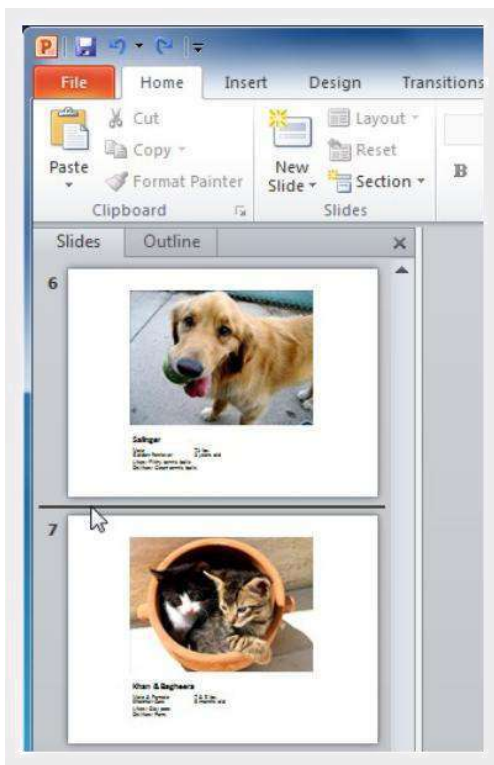 P
File Home Insert Design Transitions
Cut
Copy
Format Painter
Paste
Clipboard
New Slide
Layout
Reset
Section
Slides
B
Slides Outline
6
Salinger
7
Khan & Bagheera